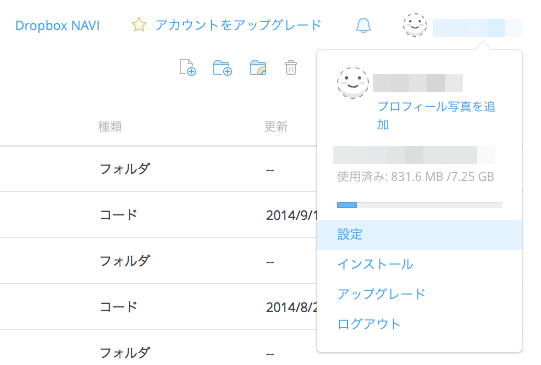 Dropbox NAVI
アカウントをアップグレード
プロフィール写真を追
加
種類
更新
使用済み: 831.6 MB /7.25 GB
フォルダ
--
設定
コード
2014/9/1
インストール
フォルダ
--
アップグレード
コード
2014/8/2
ログアウト
フォルダ
--